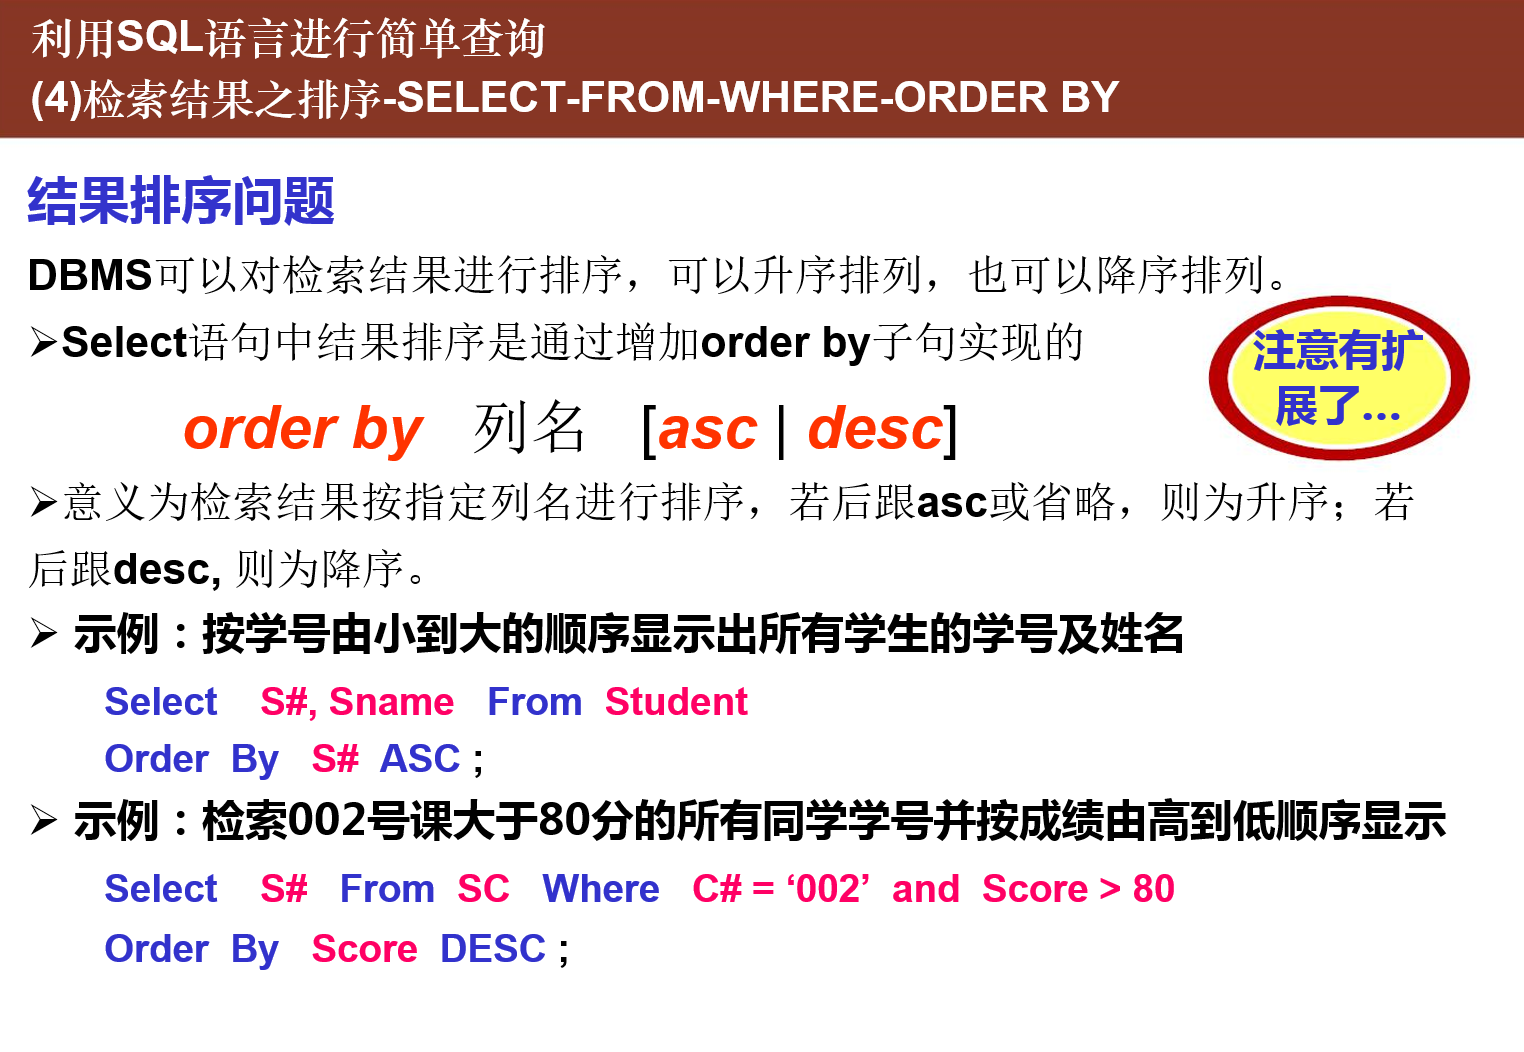 利用SQL语言进行简单查询
(4)检索结果之排序-SELECT-FROM-WHERE-ORDER BY
结果排序问题
DBMS可以对检索结果进行排序，可以升序排列，也可以降序排列。
➢Select语句中结果排序是通过增加order by子句实现的
注意有扩
展了...
order by 列名 [asc | desc]
➢意义为检索结果按指定列名进行排序，若后跟asc或省略，则为升序；若
后跟desc, 则为降序。
➢ 示例：按学号由小到大的顺序显示出所有学生的学号及姓名
Select S#, Sname From Student
Order By S# ASC ;
➢ 示例：检索002号课大于80分的所有同学学号并按成绩由高到低顺序显示
Select S# From SC Where C# = ‘002’ and Score > 80
Order By Score DESC ;